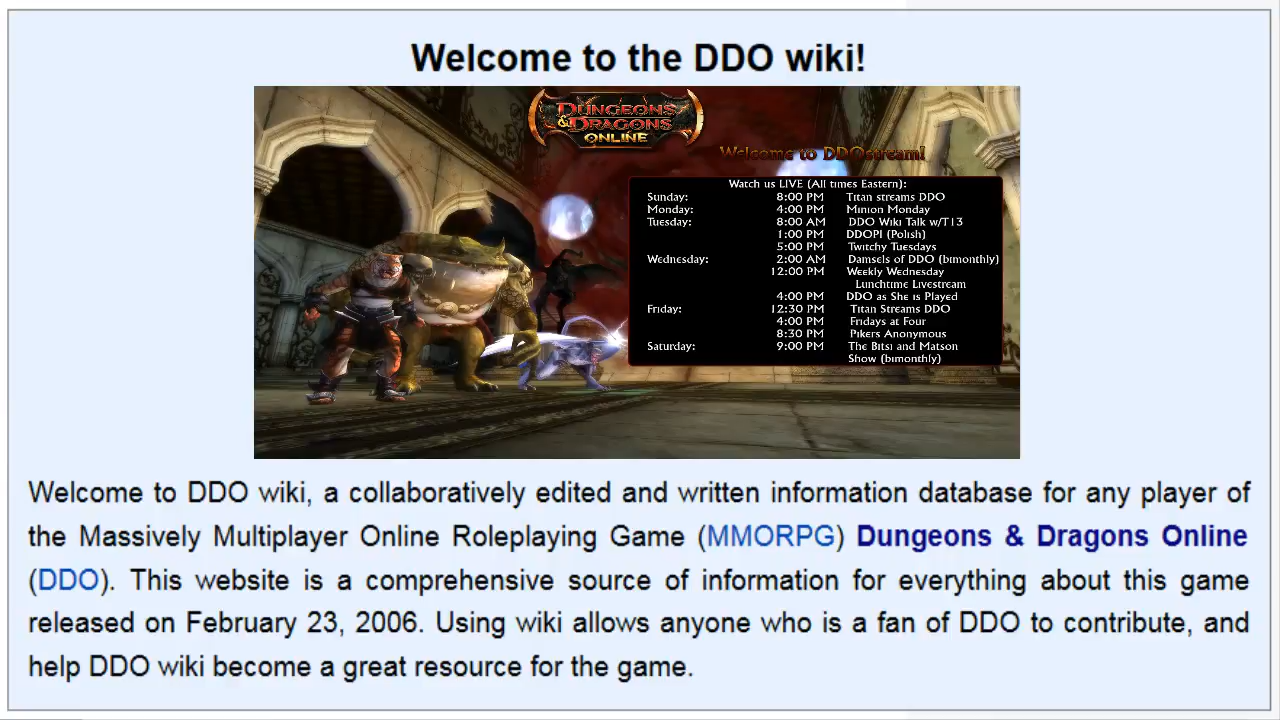 Welcome to the DDO wiki!
DUNGEONS
& DRAGONS
ONLINE
Welcome to DDOstream!
Watch us LIVE (All times Eastern):
Sunday: 8:00 PM Titan streams DDO
Monday: 4:00 PM Minion Monday
Tuesday: 8:00 AM DDO Wiki Talk w/T13
1:00 PM DDOPl (Polish)
5:00 PM Twitchy Tuesdays
Wednesday: 2:00 AM Damsels of DDO (bimonthly)
12:00 PM Weekly Wednesday
Lunchtime Livestream
4:00 PM DDO as She is Played
Friday: 12:30 PM Titan Streams DDO
4:00 PM Fridays at Four
8:30 PM Pikers Anonymous
Saturday: 9:00 PM The Bitsi and Matson
Show (bimonthly)
Welcome to DDO wiki, a collaboratively edited and written information database for any player of
the Massively Multiplayer Online Roleplaying Game (MMORPG) Dungeons & Dragons Online
(DDO). This website is a comprehensive source of information for everything about this game
released on February 23, 2006. Using wiki allows anyone who is a fan of DDO to contribute, and
help DDO wiki become a great resource for the game.